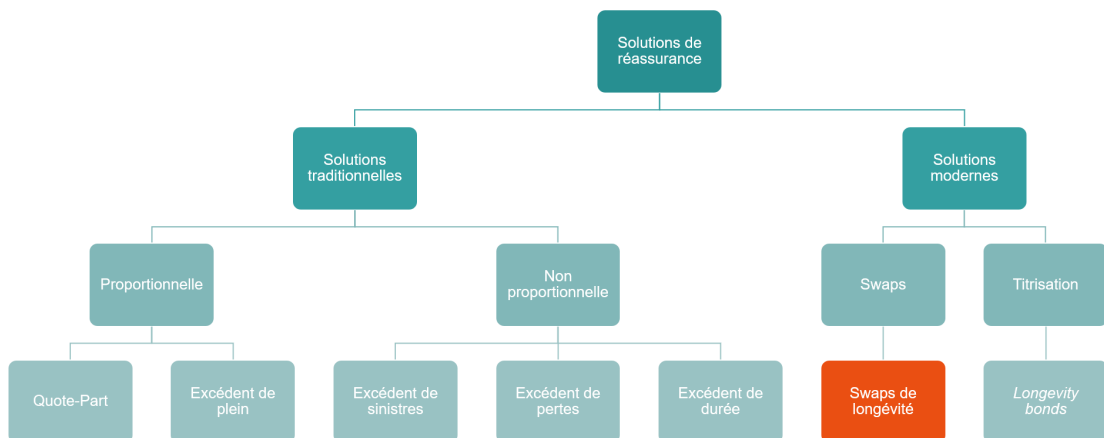 Solutions de
réassurance
Solutions
traditionnelles
Solutions
modernes
Proportionnelle
Non
proportionnelle
Swaps
Titrisation
Quote-Part
Excédent de
plein
Excédent de
sinistres
Excédent de
pertes
Excédent de
durée
Swaps de
longévité
Longevity
bonds